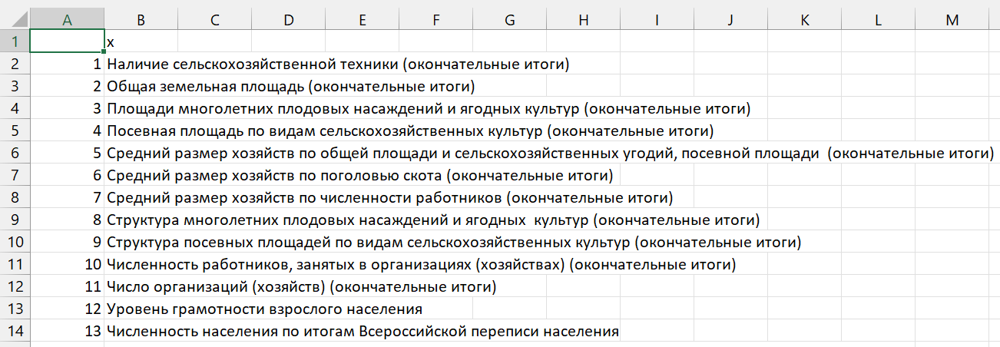 A B C D E F G H I J K L M
1 x
2 1 Наличие сельскохозяйственной техники (окончательные итоги)
3 2 Общая земельная площадь (окончательные итоги)
4 3 Площади многолетних плодовых насаждений и ягодных культур (окончательные итоги)
5 4 Посевная площадь по видам сельскохозяйственных культур (окончательные итоги)
6 5 Средний размер хозяйств по общей площади и сельскохозяйственных угодий, посевной площади  (окончательные итоги)
7 6 Средний размер хозяйств по поголовью скота (окончательные итоги)
8 7 Средний размер хозяйств по численности работников (окончательные итоги)
9 8 Структура многолетних плодовых насаждений и ягодных  культур (окончательные итоги)
10 9 Структура посевных площадей по видам сельскохозяйственных культур (окончательные итоги)
11 10 Численность работников, занятых в организациях (хозяйствах) (окончательные итоги)
12 11 Число организаций (хозяйств) (окончательные итоги)
13 12 Уровень грамотности взрослого населения
14 13 Численность населения по итогам Всероссийской переписи населения